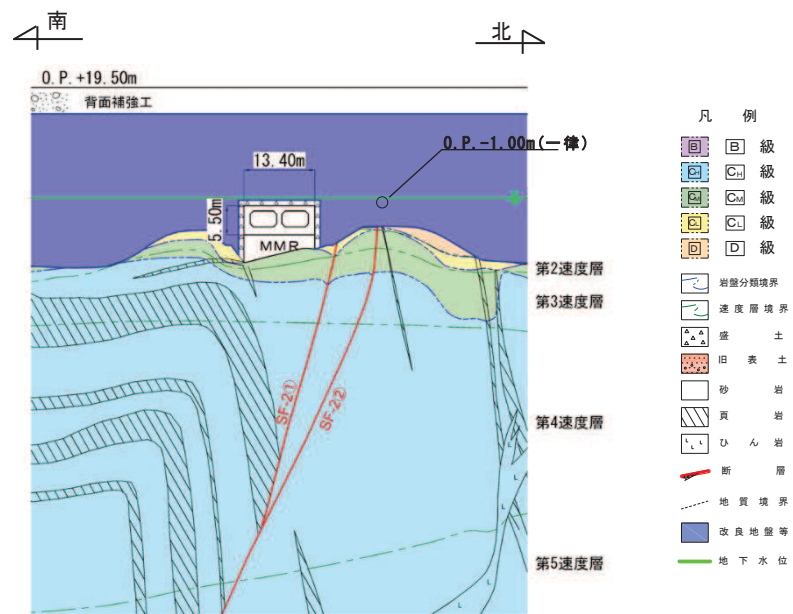 南
北
O.P.+19.50m
背面補強工
O.P.-1.00m(一律)
13.40m
5.50m
MMR
第2速度層
第3速度層
SF-2①
SF-2②
第4速度層
第5速度層
凡 例
B B 級
CH CH 級
CM CM 級
CL CL 級
D D 級
岩盤分類境界
速度層境界
盛 土
旧 表 土
砂 岩
頁 岩
ひ ん 岩
断 層
地 質 境 界
改 良 地 盤 等
地 下 水 位